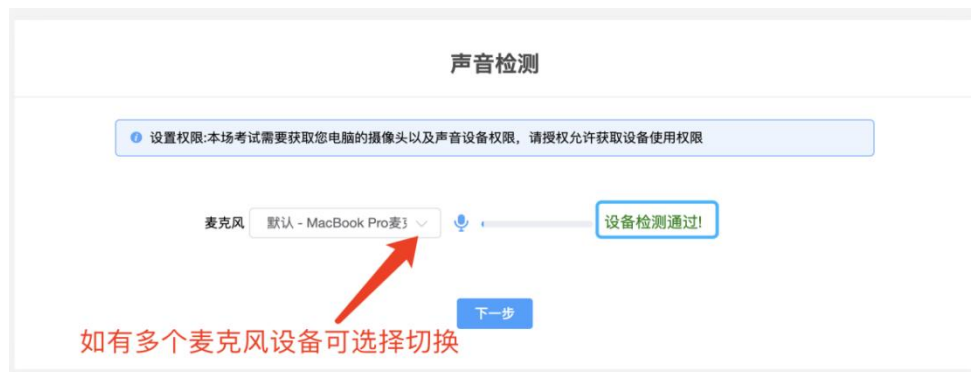 声音检测
设置权限:本场考试需要获取您电脑的摄像头以及声音设备权限，请授权允许获取设备使用权限
麦克风 默认 - MacBook Pro麦 设备检测通过!
下一步
如有多个麦克风设备可选择切换